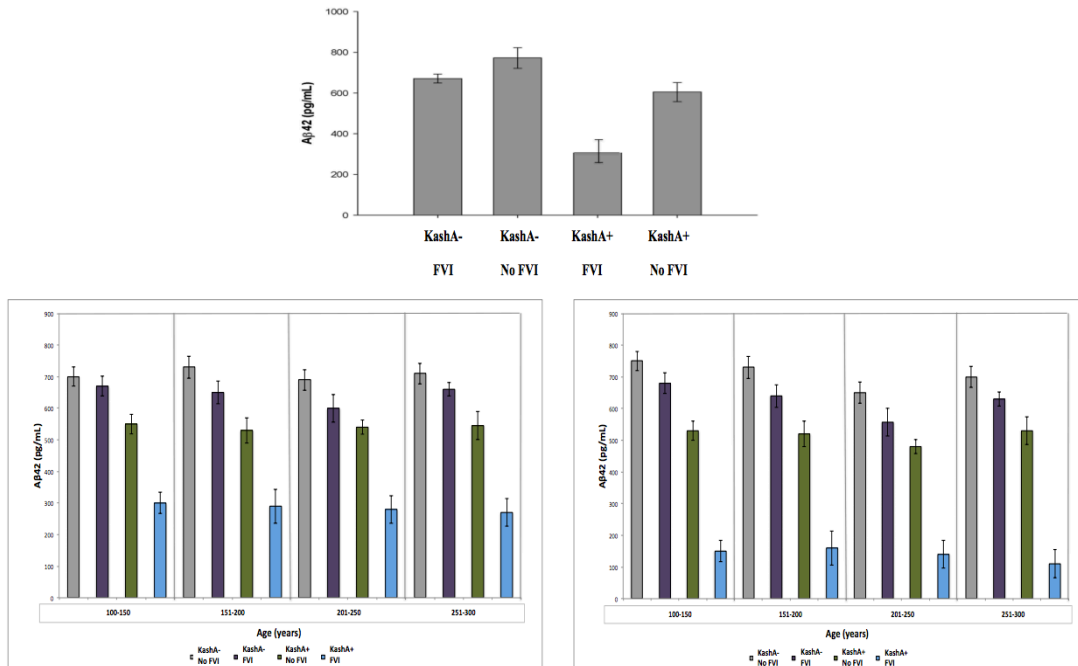 1000
800
600
400
200
0
Aβ42 (pg/mL)
KashA- KashA- KashA+ KashA+
FVI No FVI FVI No FVI
900
800
700
600
500
400
300
200
100
0
Aβ42 (pg/mL)
100-150 151-200 201-250 251-300
Age (years)
KashA- KashA- KashA+ KashA+
No FVI FVI No FVI FVI
900
800
700
600
500
400
300
200
100
0
Aβ42 (pg/mL)
100-150 151-200 201-250 251-300
Age (years)
KashA- KashA- KashA+ KashA+
No FVI FVI No FVI FVI